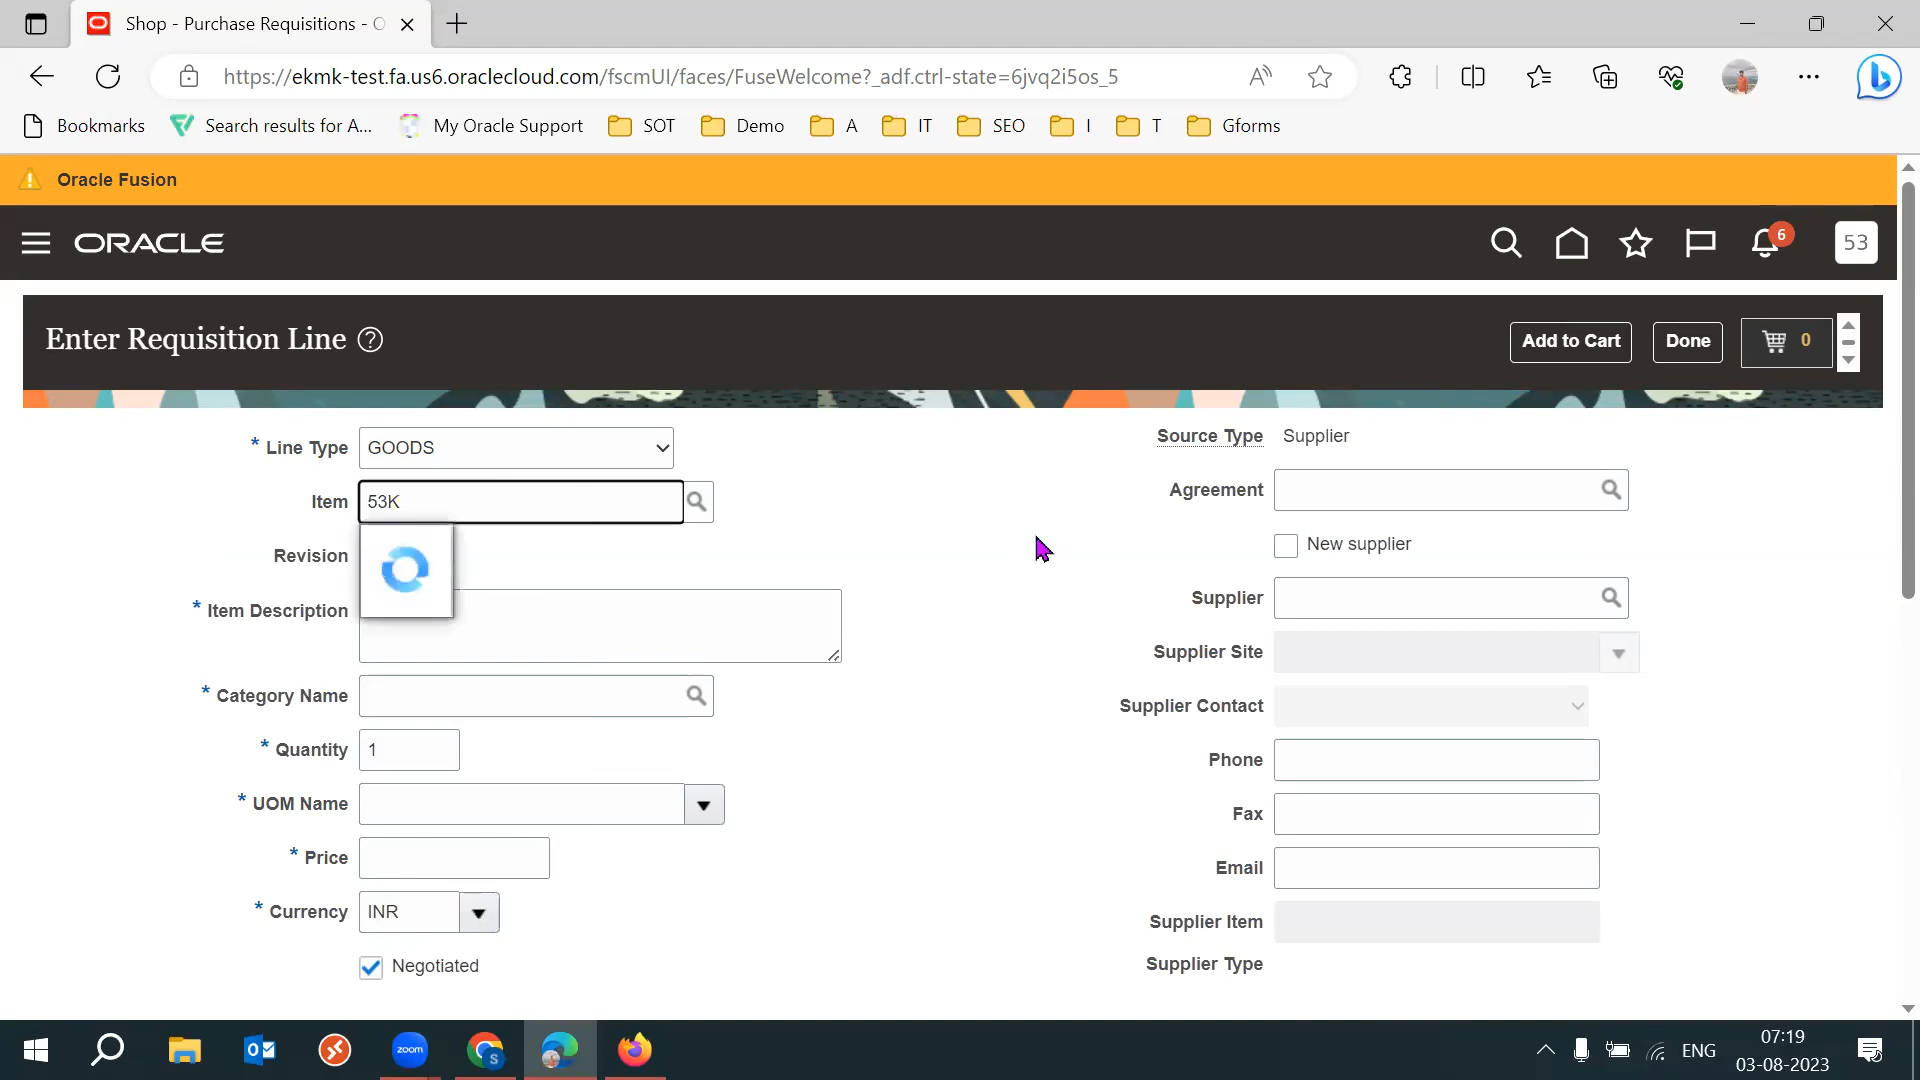 Shop - Purchase Requisitions - O
https://ekmk-test.fa.us6.oraclecloud.com/fscmUI/faces/FuseWelcome?_adf.ctrl-state=6jvq2i5os_5
Bookmarks
Search results for A...
My Oracle Support
SOT
Demo
A
IT
SEO
I
T
Gforms
Oracle Fusion
ORACLE
6
53
Enter Requisition Line
Add to Cart
Done
0
* Line Type GOODS
Item 53K
Revision
* Item Description
* Category Name
* Quantity 1
* UOM Name
* Price
* Currency INR
Negotiated
Source Type Supplier
Agreement
New supplier
Supplier
Supplier Site
Supplier Contact
Phone
Fax
Email
Supplier Item
Supplier Type
zoom
S
ENG
07:19
03-08-2023